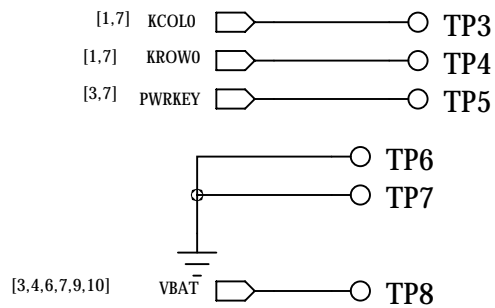 [1,7] KCOL0 TP3
[1,7] KROW0 TP4
[3,7] PWRKEY TP5
TP6
TP7
[3,4,6,7,9,10] VBAT TP8